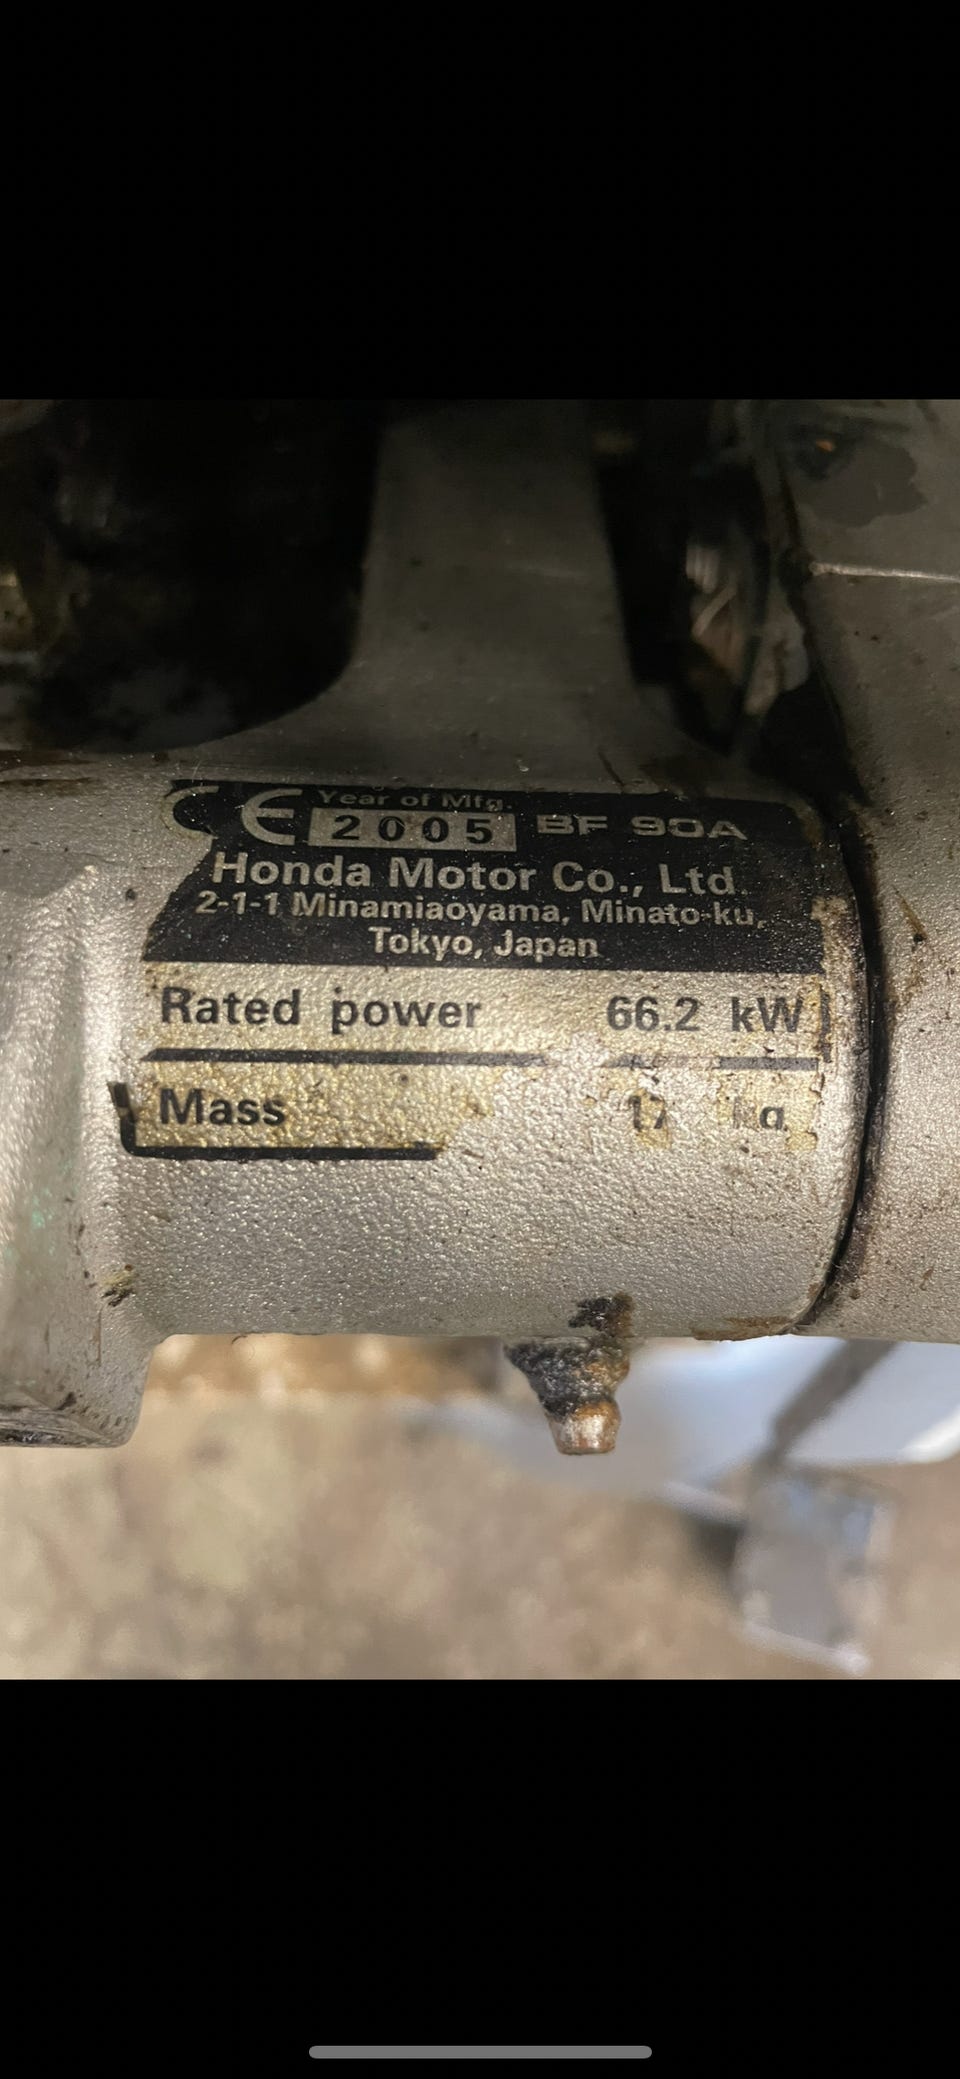 CE Year of Mfg.
2005 BF 90A
Honda Motor Co., Ltd.
2-1-1 Minamiaoyama, Minato-ku,
Tokyo, Japan
Rated power 66.2 kW
Mass kg